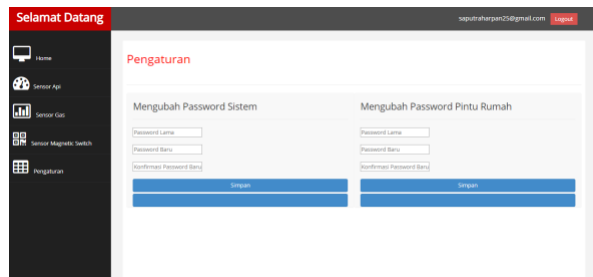 Selamat Datang
saputraharpan25@gmail.com Logout
Home
Sensor Api
Sensor Gas
Sensor Magnetic Switch
Pengaturan
Pengaturan
Mengubah Password Sistem
Password Lama
Password Baru
Konfirmasi Password Baru
Simpan
Mengubah Password Pintu Rumah
Password Lama
Password Baru
Konfirmasi Password Baru
Simpan